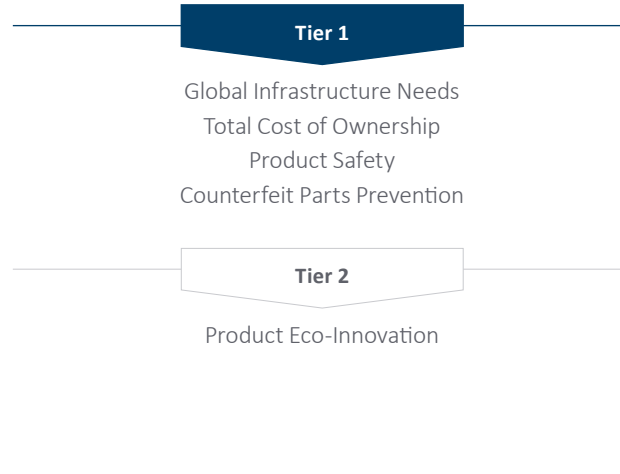 Tier 1
Global Infrastructure Needs
Total Cost of Ownership
Product Safety
Counterfeit Parts Prevention
Tier 2
Product Eco-Innovation